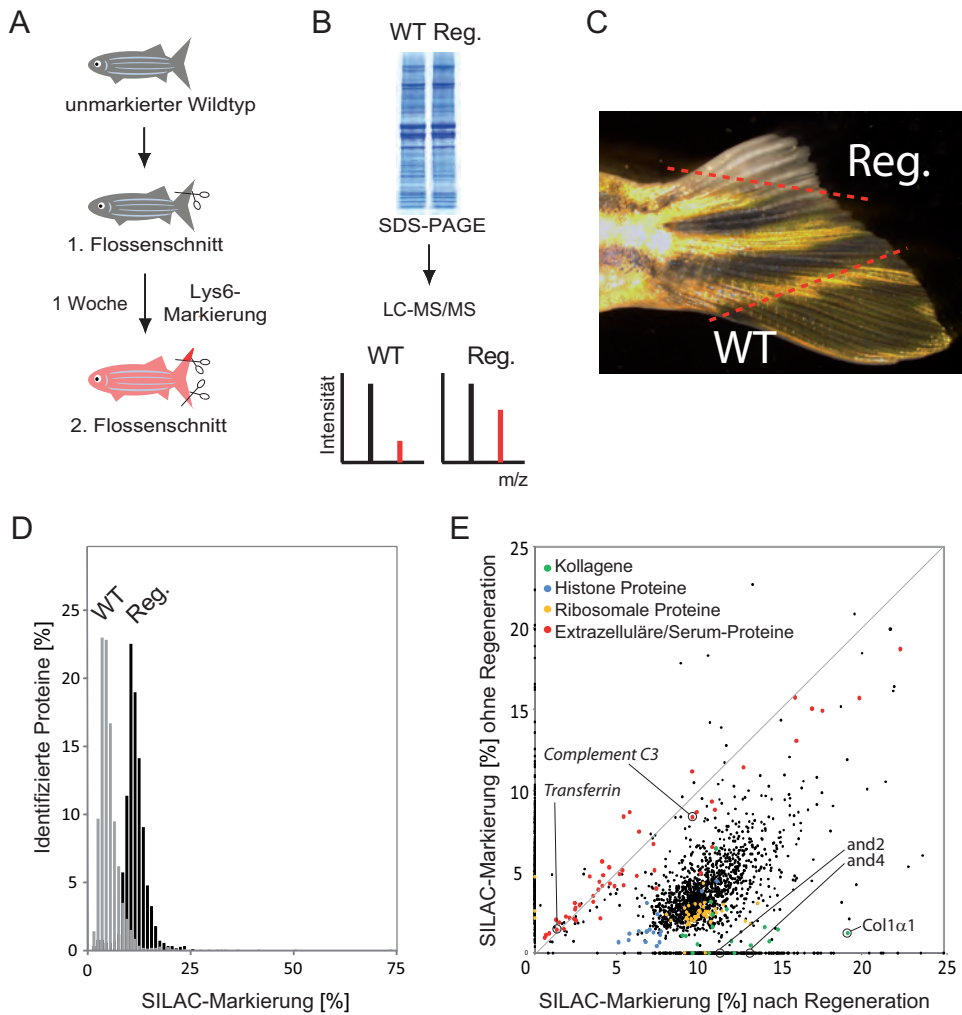 A
unmarkierter Wildtyp
1. Flossenschnitt
1 Woche
Lys6-
Markierung
2. Flossenschnitt
B
WT Reg.
SDS-PAGE
LC-MS/MS
WT
Reg.
Intensität
m/z
C
Reg.
WT
D
WT
Reg.
Identifizierte Proteine [%]
25
20
15
10
5
0
0
25
50
75
SILAC-Markierung [%]
E
SILAC-Markierung [%] ohne Regeneration
25
20
15
10
5
0
Kollagene
Histone Proteine
Ribosomale Proteine
Extrazelluläre/Serum-Proteine
Complement C3
Transferrin
and2
and4
Col1α1
0
5
10
15
20
25
SILAC-Markierung [%] nach Regeneration